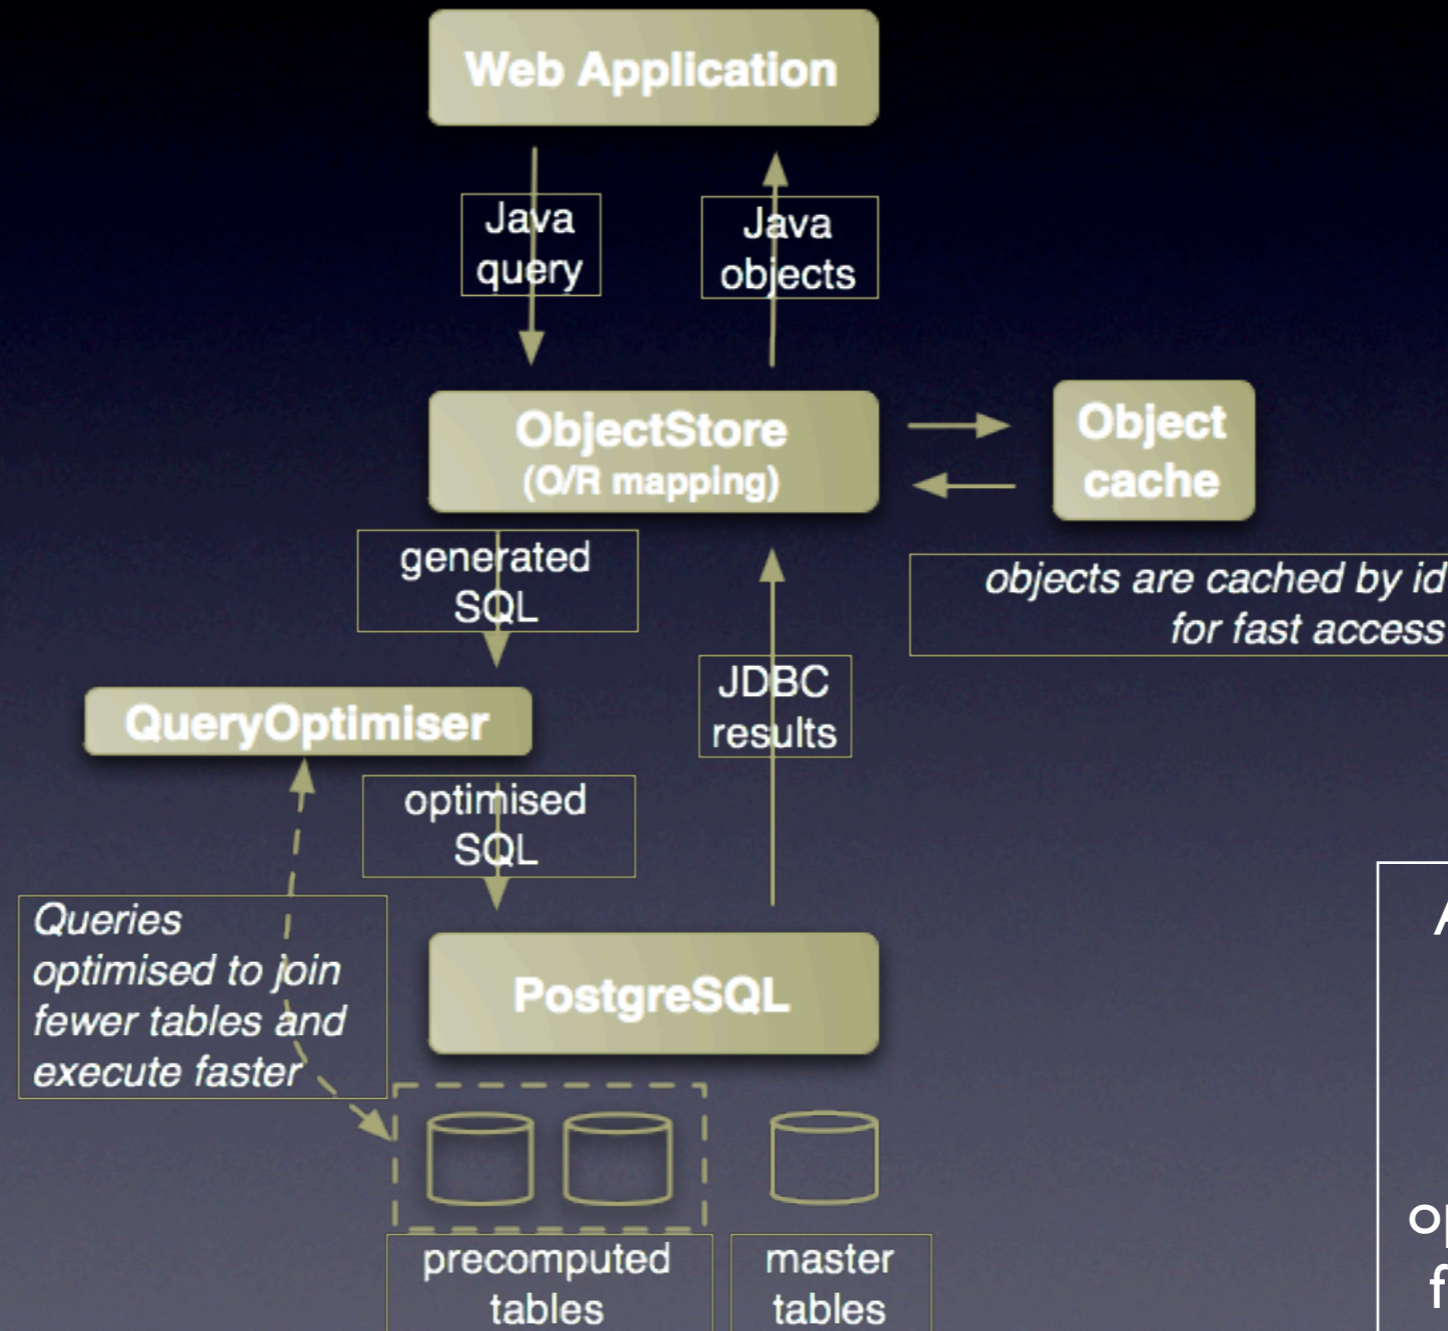 Web Application
Java
query
Java
objects
ObjectStore
(O/R mapping)
Object
cache
generated
SQL
objects are cached by id
for fast access
JDBC
results
QueryOptimiser
optimised
SQL
Queries
optimised to join
fewer tables and
execute faster
PostgreSQL
precomputed
tables
master
tables